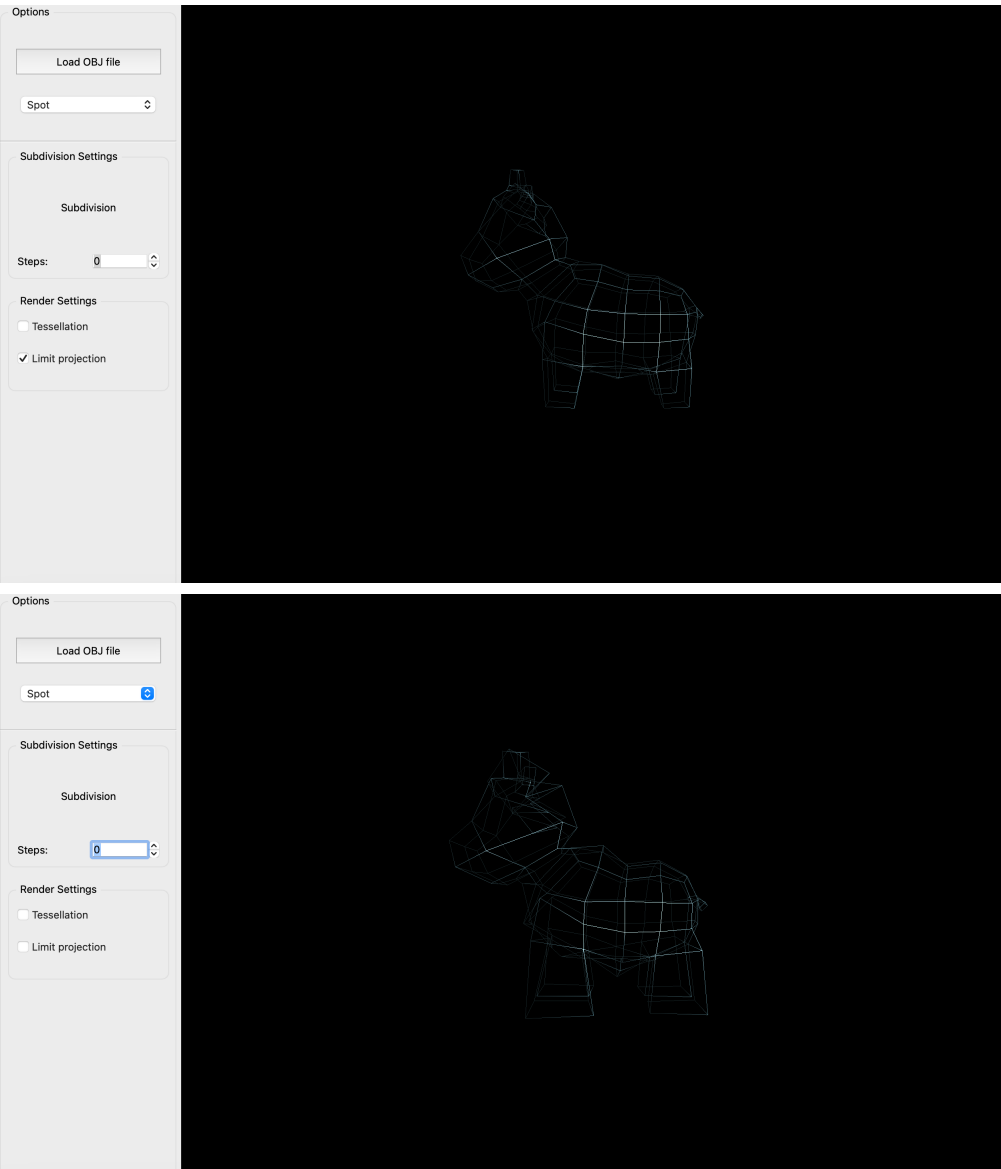 Options
Load OBJ file
Spot
Subdivision Settings
Subdivision
Steps: 0
Render Settings
Tessellation
Limit projection
Options
Load OBJ file
Spot
Subdivision Settings
Subdivision
Steps: 0
Render Settings
Tessellation
Limit projection